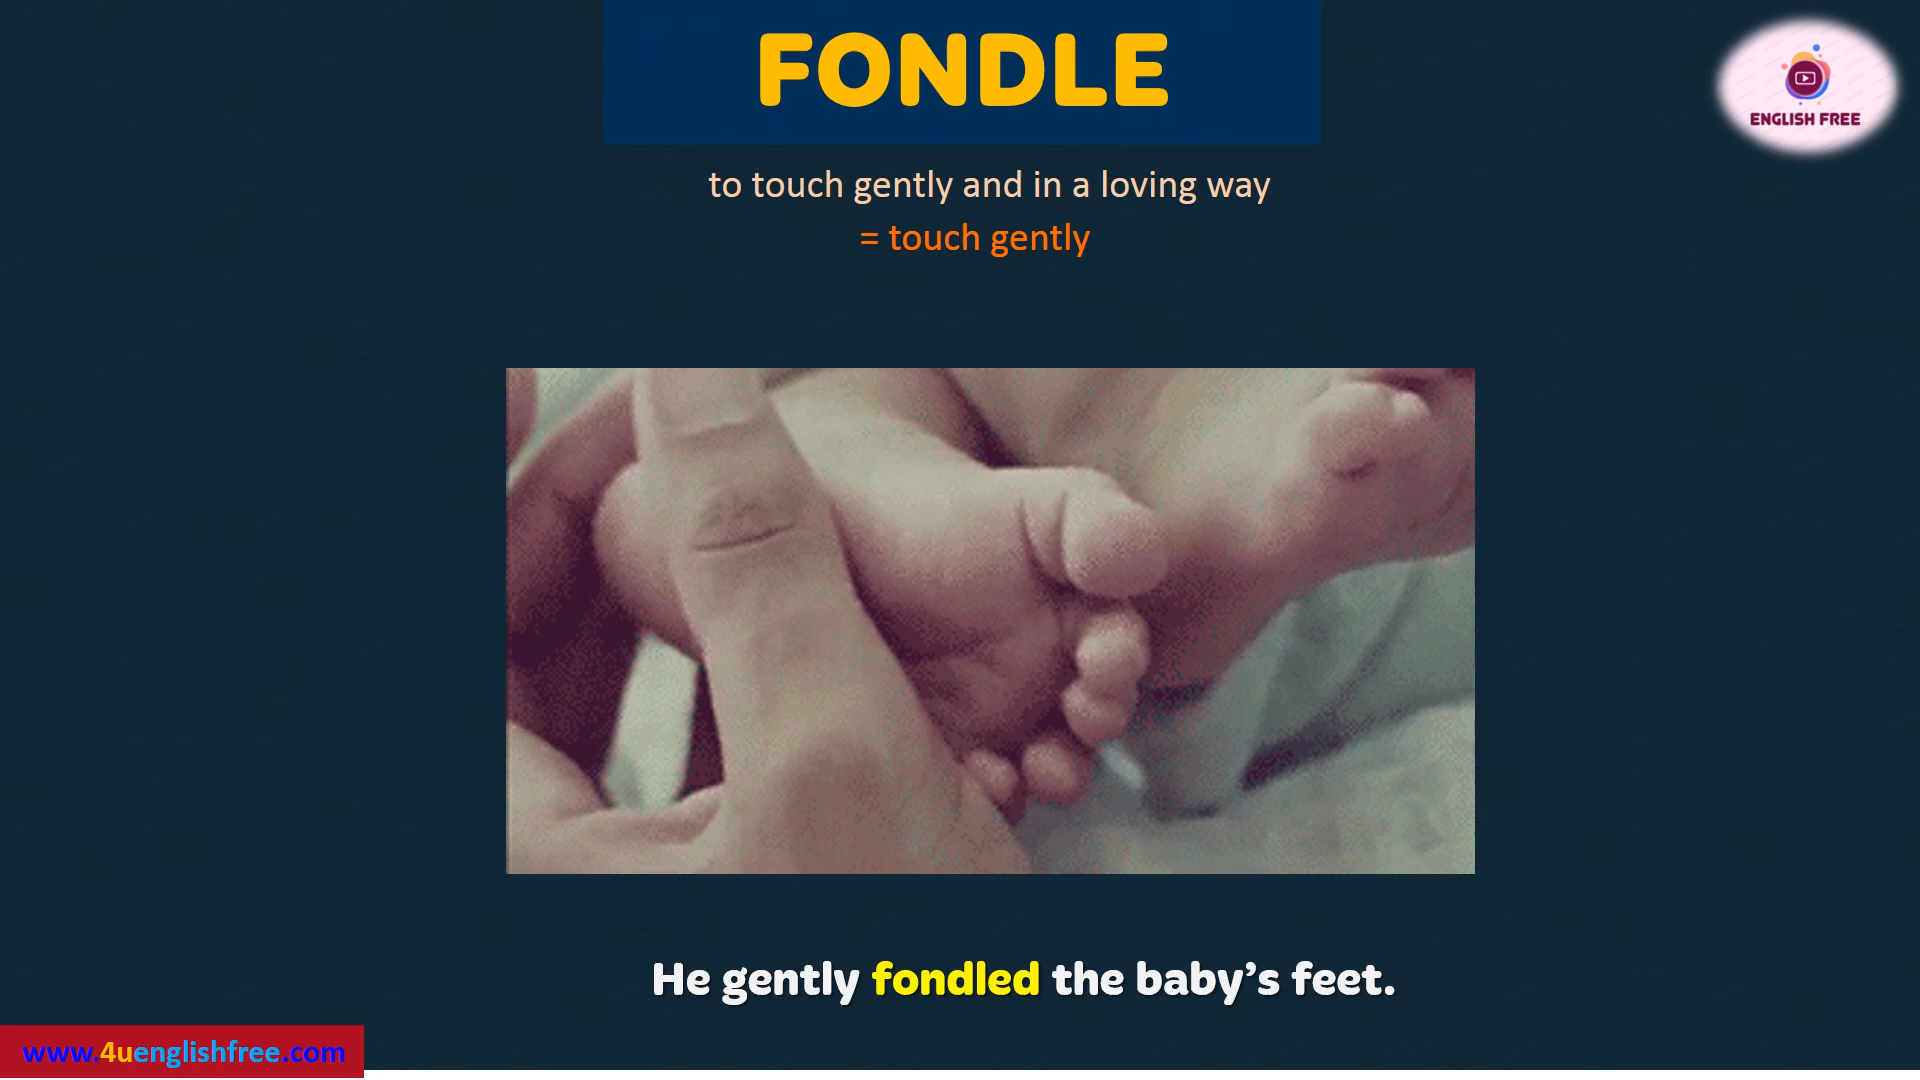 FONDLE
ENGLISH FREE
to touch gently and in a loving way
= touch gently
He gently fondled the baby’s feet.
www.4uenglishfree.com